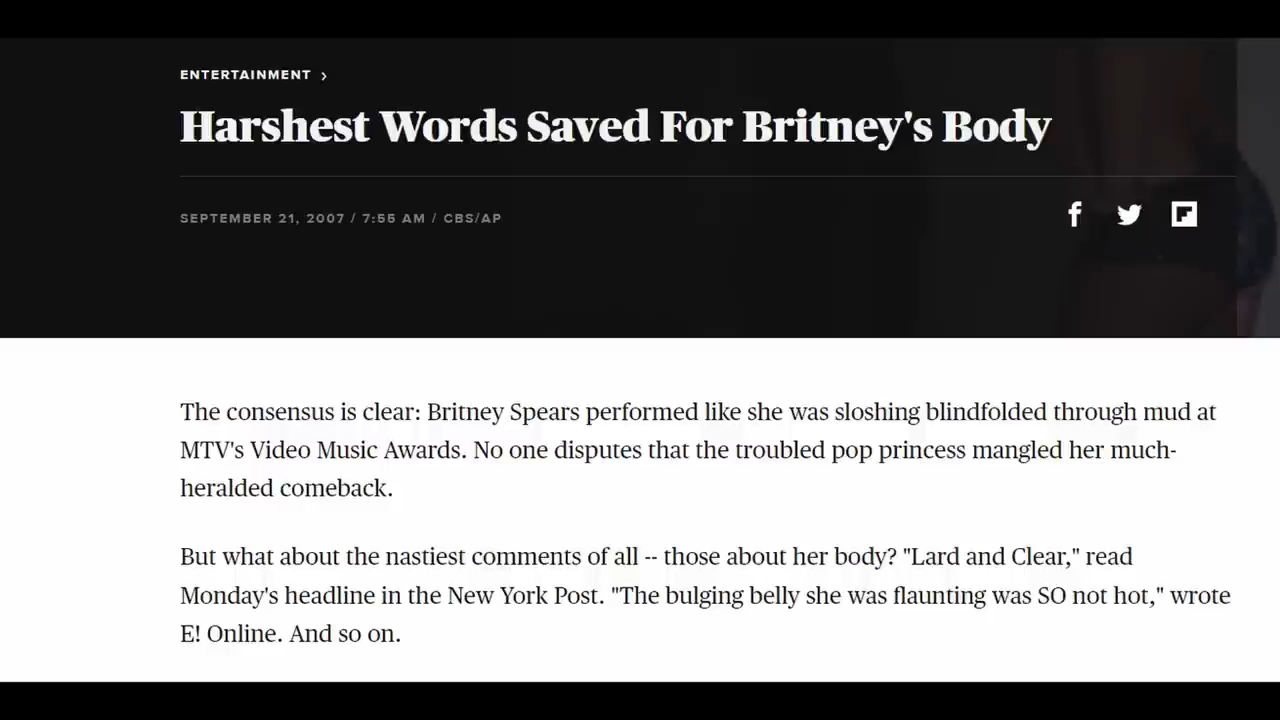 ENTERTAINMENT ›
Harshest Words Saved For Britney's Body
SEPTEMBER 21, 2007 / 7:55 AM / CBS/AP
The consensus is clear: Britney Spears performed like she was sloshing blindfolded through mud at
MTV's Video Music Awards. No one disputes that the troubled pop princess mangled her much-
heralded comeback.
But what about the nastiest comments of all -- those about her body? "Lard and Clear," read
Monday's headline in the New York Post. "The bulging belly she was flaunting was SO not hot," wrote
E! Online. And so on.